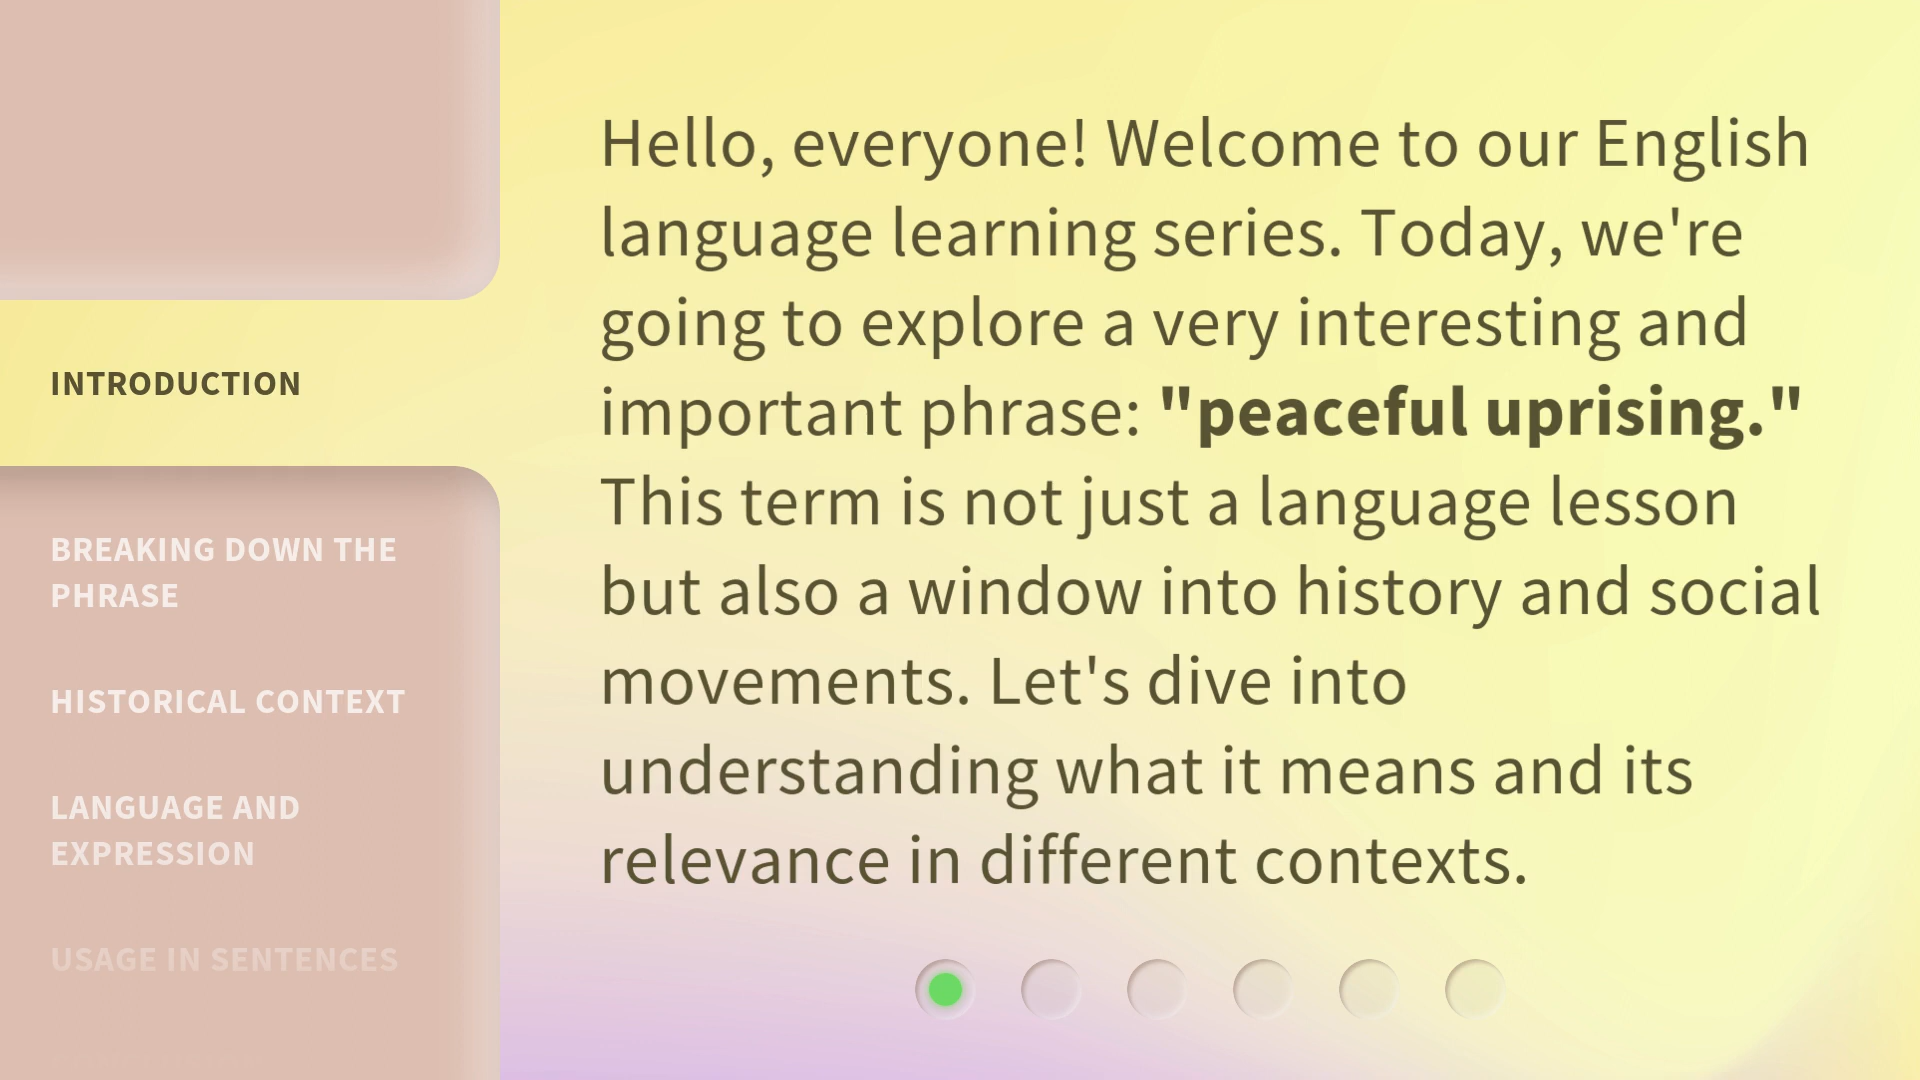 INTRODUCTION
BREAKING DOWN THE
PHRASE
HISTORICAL CONTEXT
LANGUAGE AND
EXPRESSION
USAGE IN SENTENCES
Hello, everyone! Welcome to our English
language learning series. Today, we're
going to explore a very interesting and
important phrase: "peaceful uprising."
This term is not just a language lesson
but also a window into history and social
movements. Let's dive into
understanding what it means and its
relevance in different contexts.